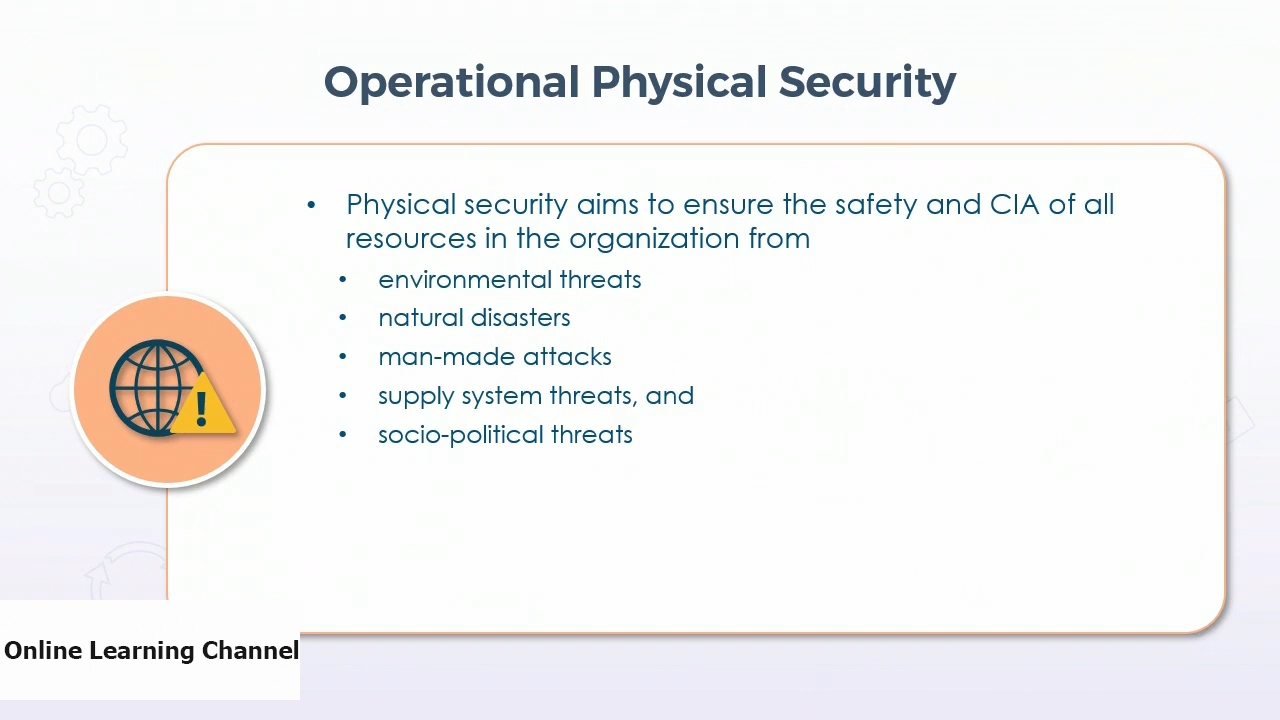 Operational Physical Security
• Physical security aims to ensure the safety and CIA of all
resources in the organization from
• environmental threats
• natural disasters
• man-made attacks
• supply system threats, and
• socio-political threats
Online Learning Channel